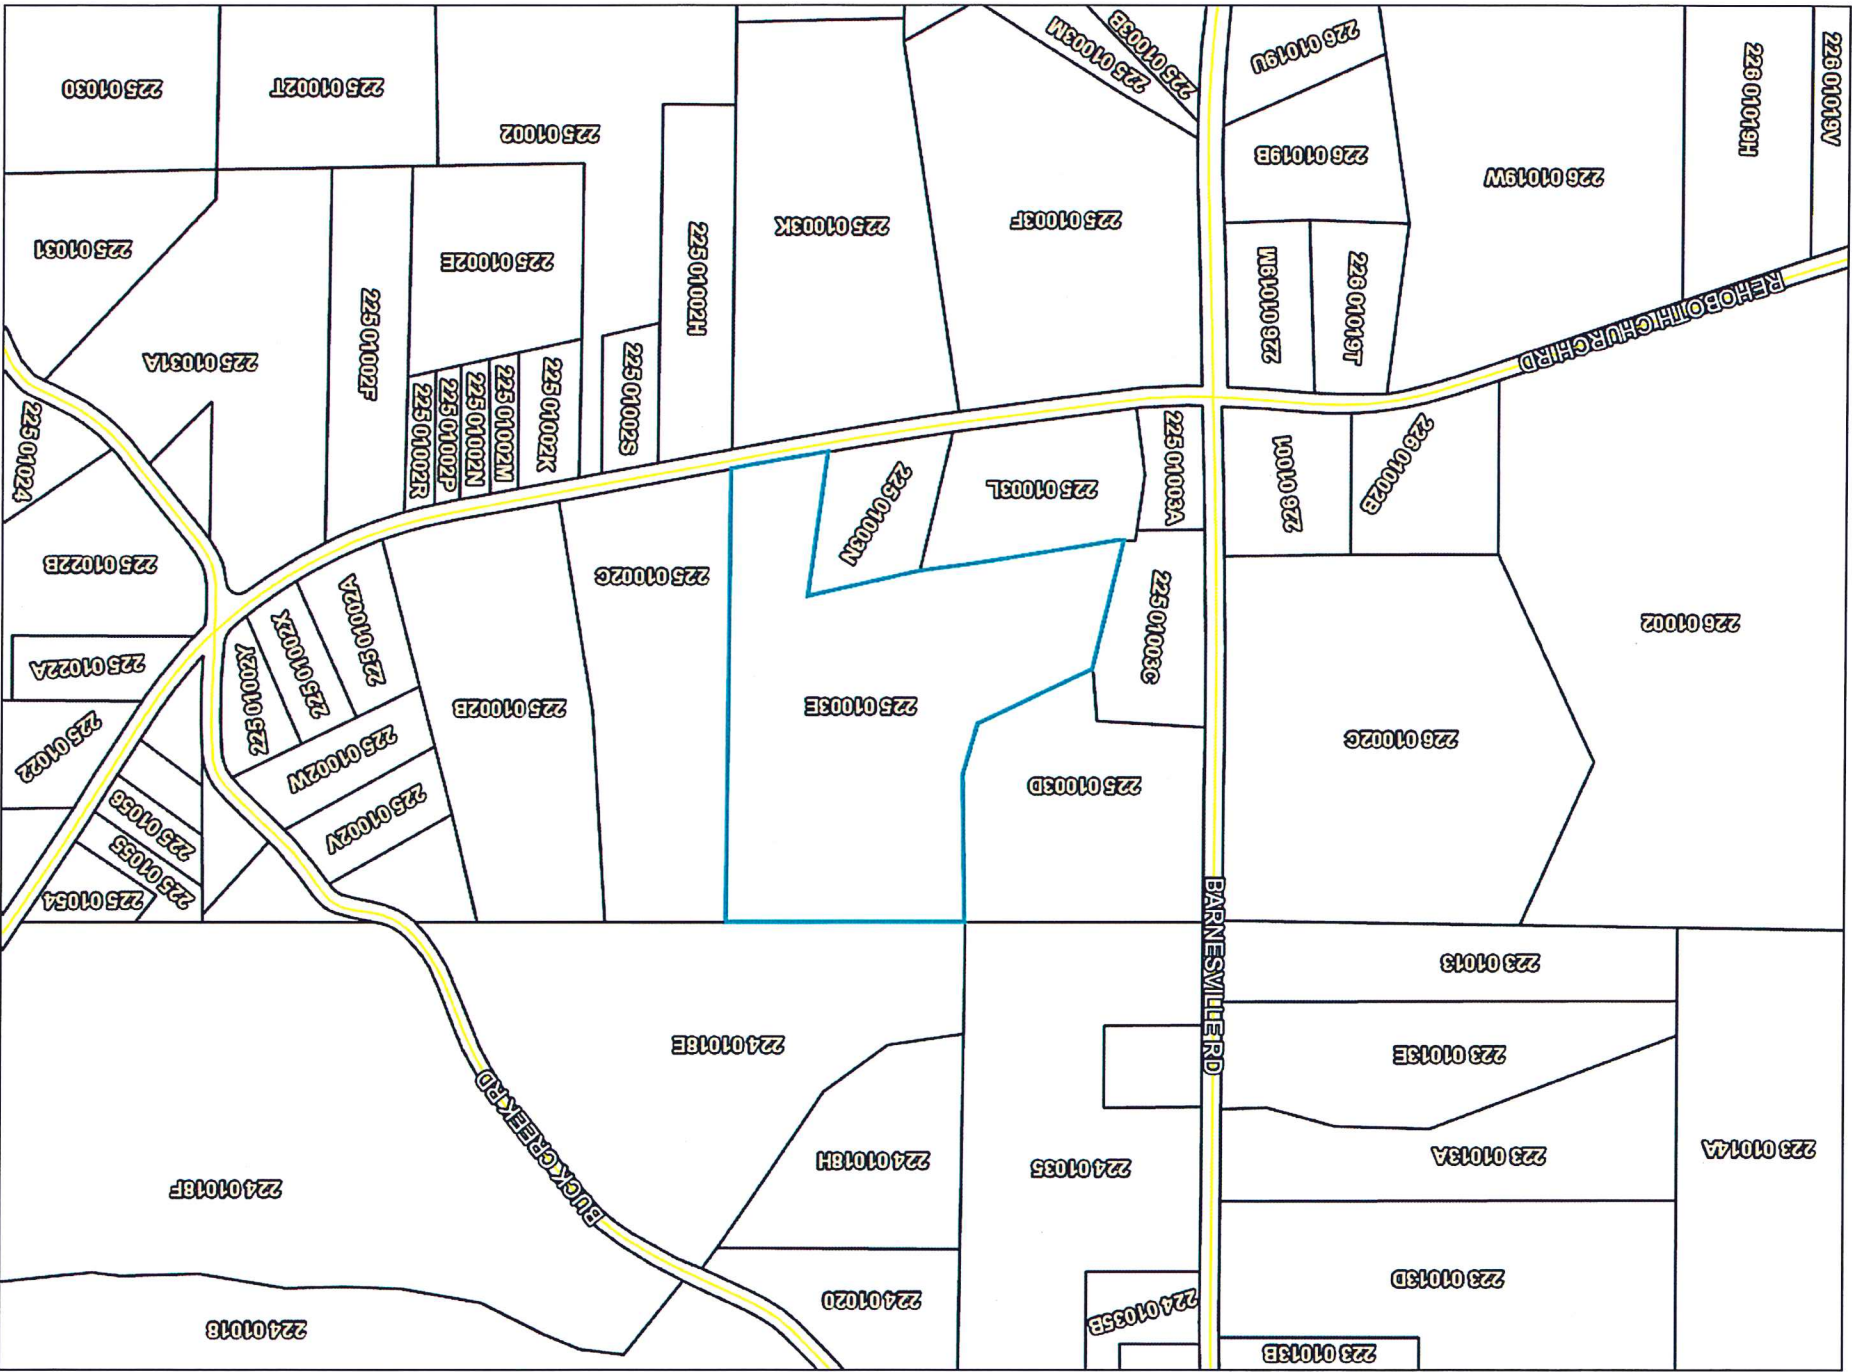 225 01030
225 01002T
225 01002
225 01003M
225 01003B
226 01019U
226 01019H
226 01019V
226 01019B
226 01019W
225 01031
225 01002E
225 01002H
225 01003K
225 01003F
226 01019M
226 01019T
REHOBOTH CHURCH RD
225 01031A
225 01002F
225 01002R
225 01002P
225 01002N
225 01002M
225 01002K
225 01002S
225 01024
225 01003N
225 01003L
225 01003A
226 01001
226 01002B
225 01022B
225 01002C
225 01003C
226 01002
225 01022A
225 01002Y
225 01002X
225 01002A
225 01002B
225 01003E
225 01022
225 01002W
225 01002V
225 01003D
226 01002C
225 01056
225 01055
225 01054
BARNESVILLE RD
223 01013
224 01018E
223 01013E
BUCK CREEK RD
224 01018F
224 01018H
224 01035
223 01013A
223 01014A
224 01018
224 01020
224 01035B
223 01013D
223 01013B